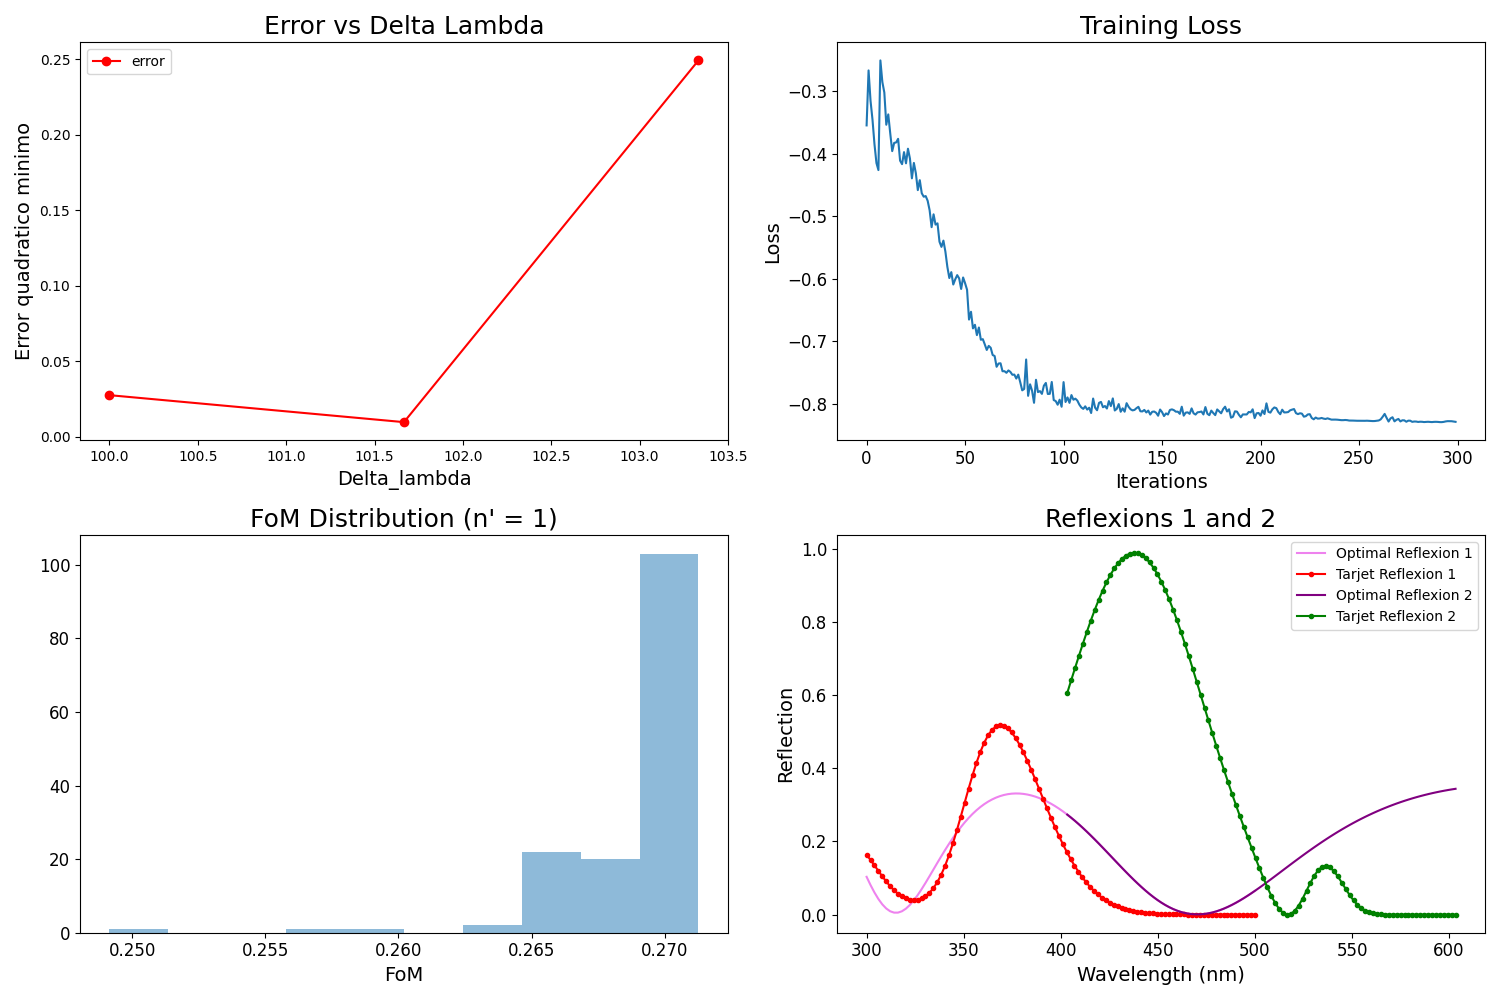 Error vs Delta Lambda
error
Error quadratico minimo
0.25
0.20
0.15
0.10
0.05
0.00
100.0 100.5 101.0 101.5 102.0 102.5 103.0 103.5
Delta_lambda
Training Loss
Loss
−0.3
−0.4
−0.5
−0.6
−0.7
−0.8
0 50 100 150 200 250 300
Iterations
FoM Distribution (n' = 1)
100
80
60
40
20
0
0.250 0.255 0.260 0.265 0.270
FoM
Reflexions 1 and 2
Optimal Reflexion 1
Tarjet Reflexion 1
Optimal Reflexion 2
Tarjet Reflexion 2
Reflection
1.0
0.8
0.6
0.4
0.2
0.0
300 350 400 450 500 550 600
Wavelength (nm)